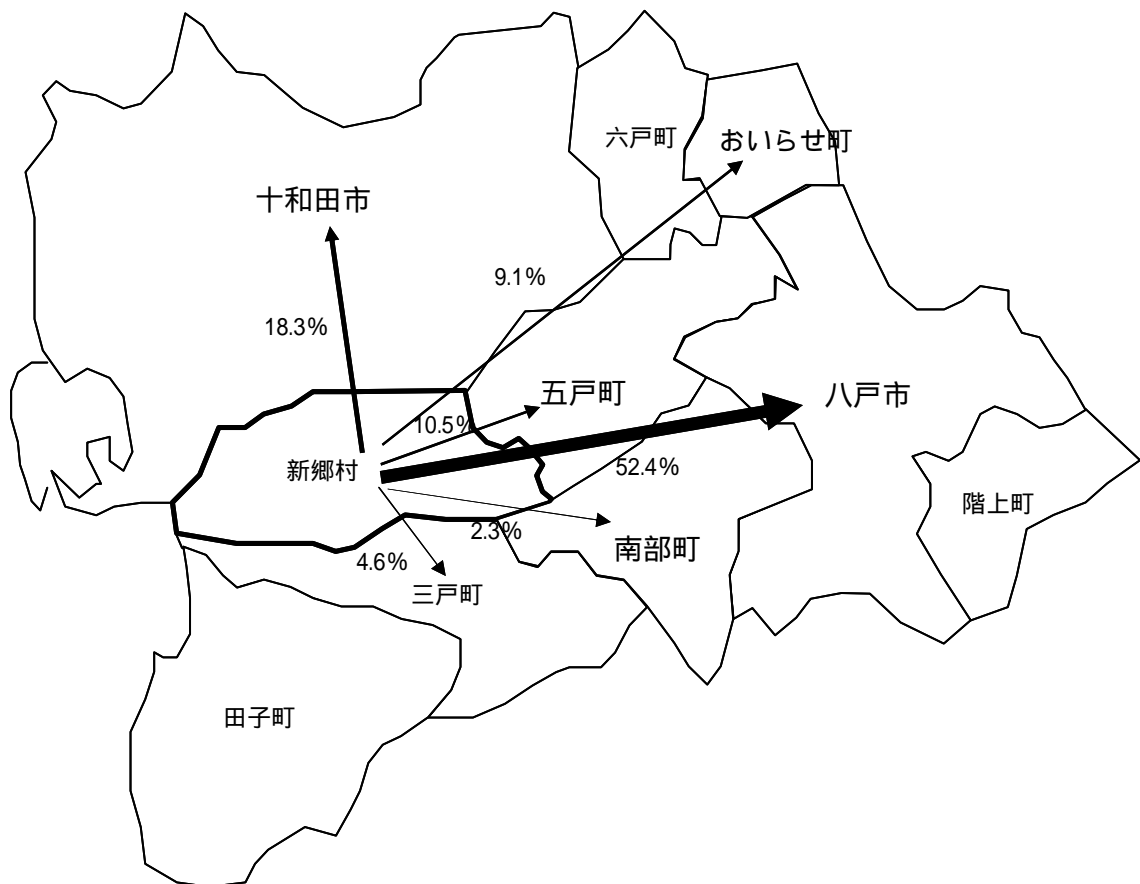 六戸町
おいらせ町
十和田市
9.1%
18.3%
五戸町
八戸市
10.5%
新郷村
52.4%
階上町
2.3%
南部町
4.6%
三戸町
田子町